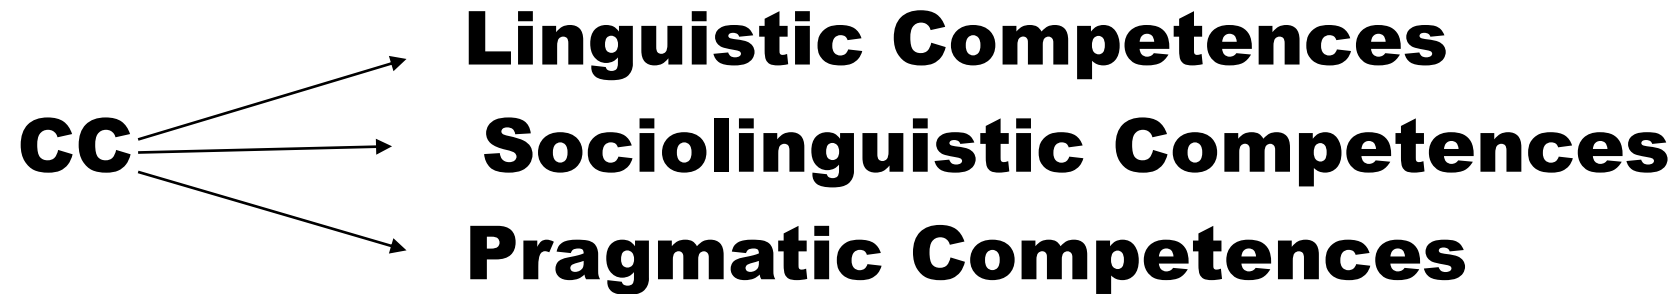 Linguistic Competences
CC Sociolinguistic Competences
Pragmatic Competences